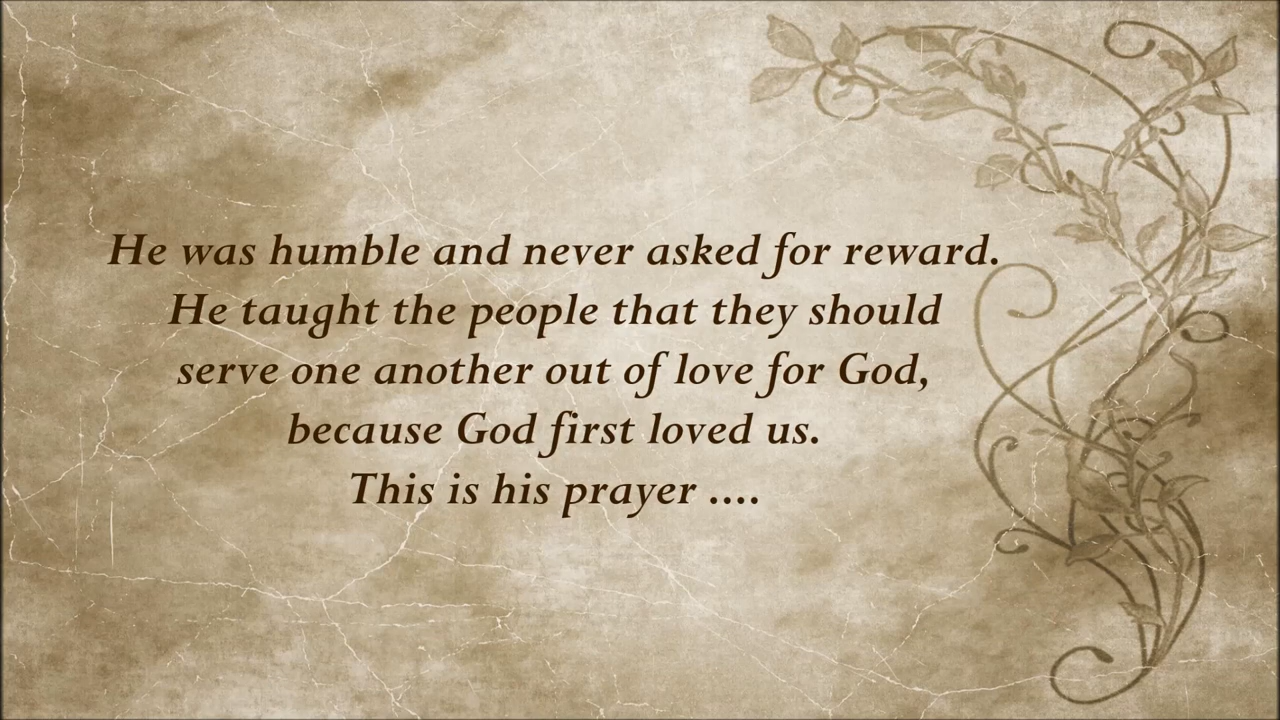 He was humble and never asked for reward.
He taught the people that they should
serve one another out of love for God,
because God first loved us.
This is his prayer ....